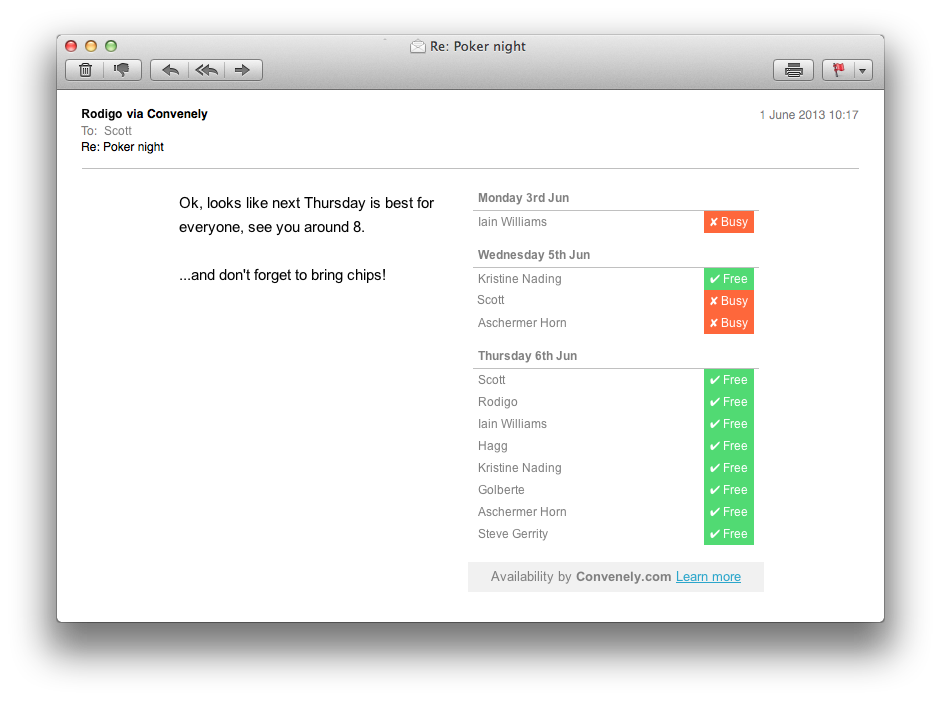 Re: Poker night
Rodigo via Convenely
1 June 2013 10:17
To: Scott
Re: Poker night
Ok, looks like next Thursday is best for
everyone, see you around 8.
...and don't forget to bring chips!
Monday 3rd Jun
Iain Williams ✘ Busy
Wednesday 5th Jun
Kristine Nading ✔ Free
Scott ✘ Busy
Aschermer Horn ✘ Busy
Thursday 6th Jun
Scott ✔ Free
Rodigo ✔ Free
Iain Williams ✔ Free
Hagg ✔ Free
Kristine Nading ✔ Free
Golberte ✔ Free
Aschermer Horn ✔ Free
Steve Gerrity ✔ Free
Availability by Convenely.com Learn more